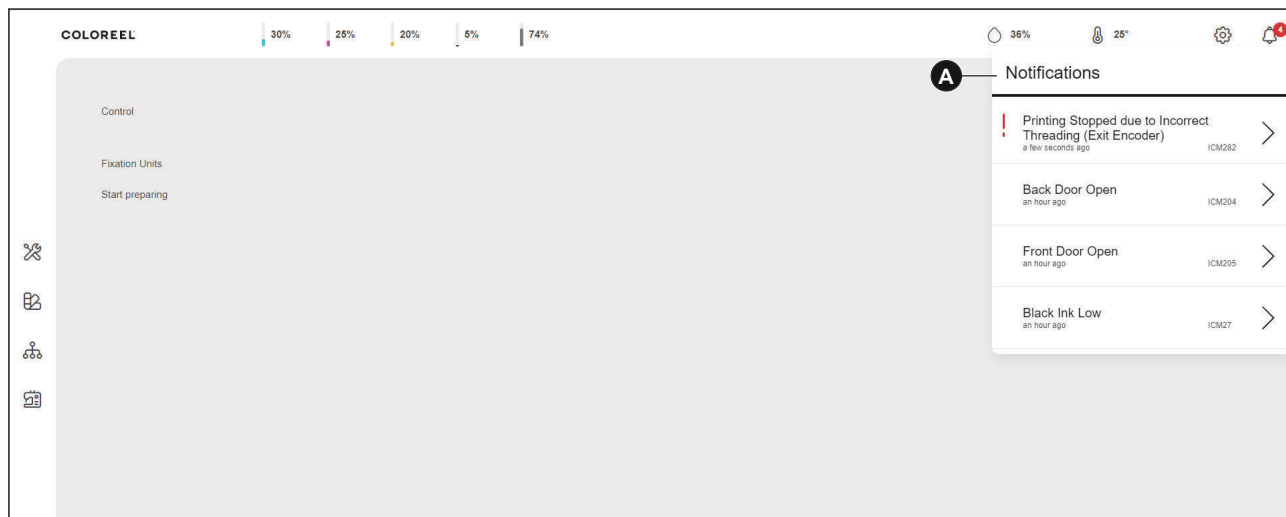 COLOREEL 30% 25% 20% 5% 74% 36% 25° 4
A Notifications
Control
Fixation Units
Start preparing
Printing Stopped due to Incorrect
Threading (Exit Encoder)
a few seconds ago ICM282
Back Door Open
an hour ago ICM204
Front Door Open
an hour ago ICM205
Black Ink Low
an hour ago ICM27